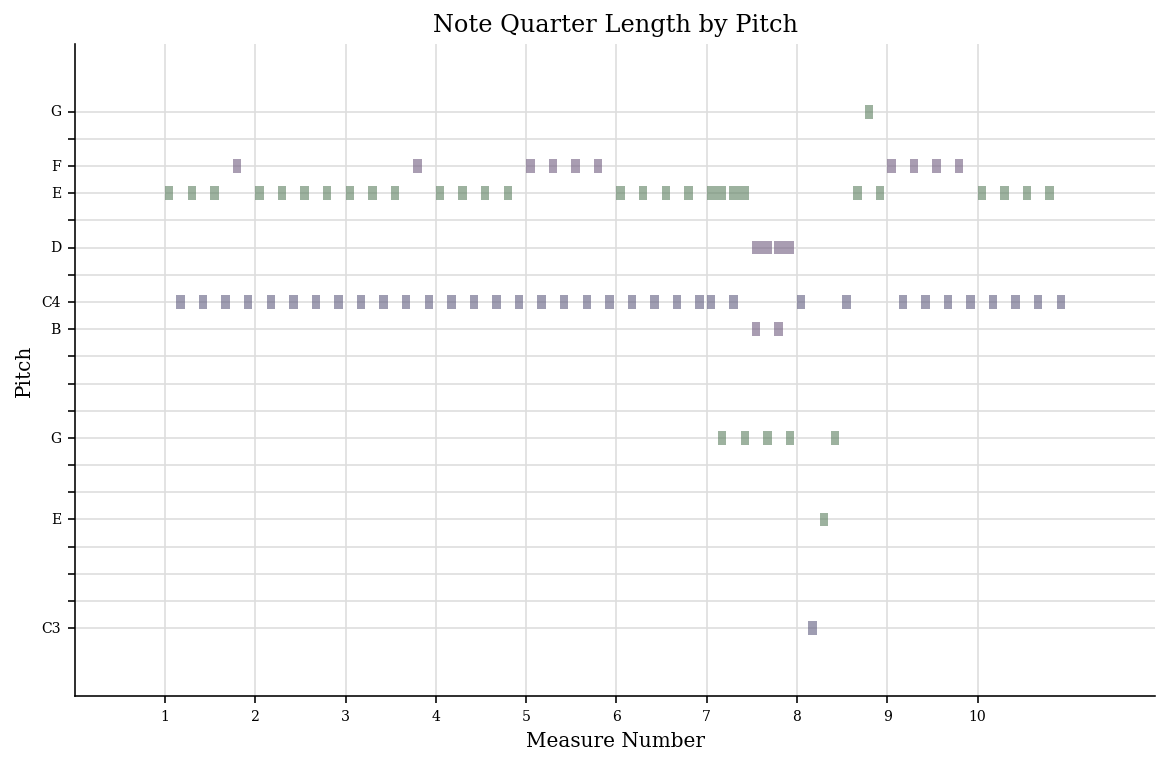 Note Quarter Length by Pitch
G
F
E
D
C4
B
G
E
C3
Pitch
1 2 3 4 5 6 7 8 9 10
Measure Number